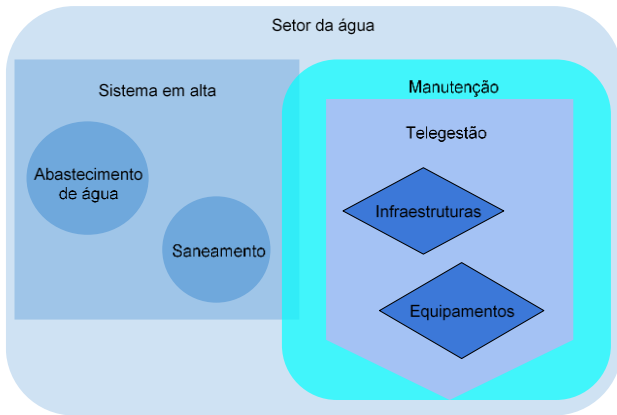 Setor da água
Sistema em alta
Abastecimento
de água
Saneamento
Manutenção
Telegestão
Infraestruturas
Equipamentos